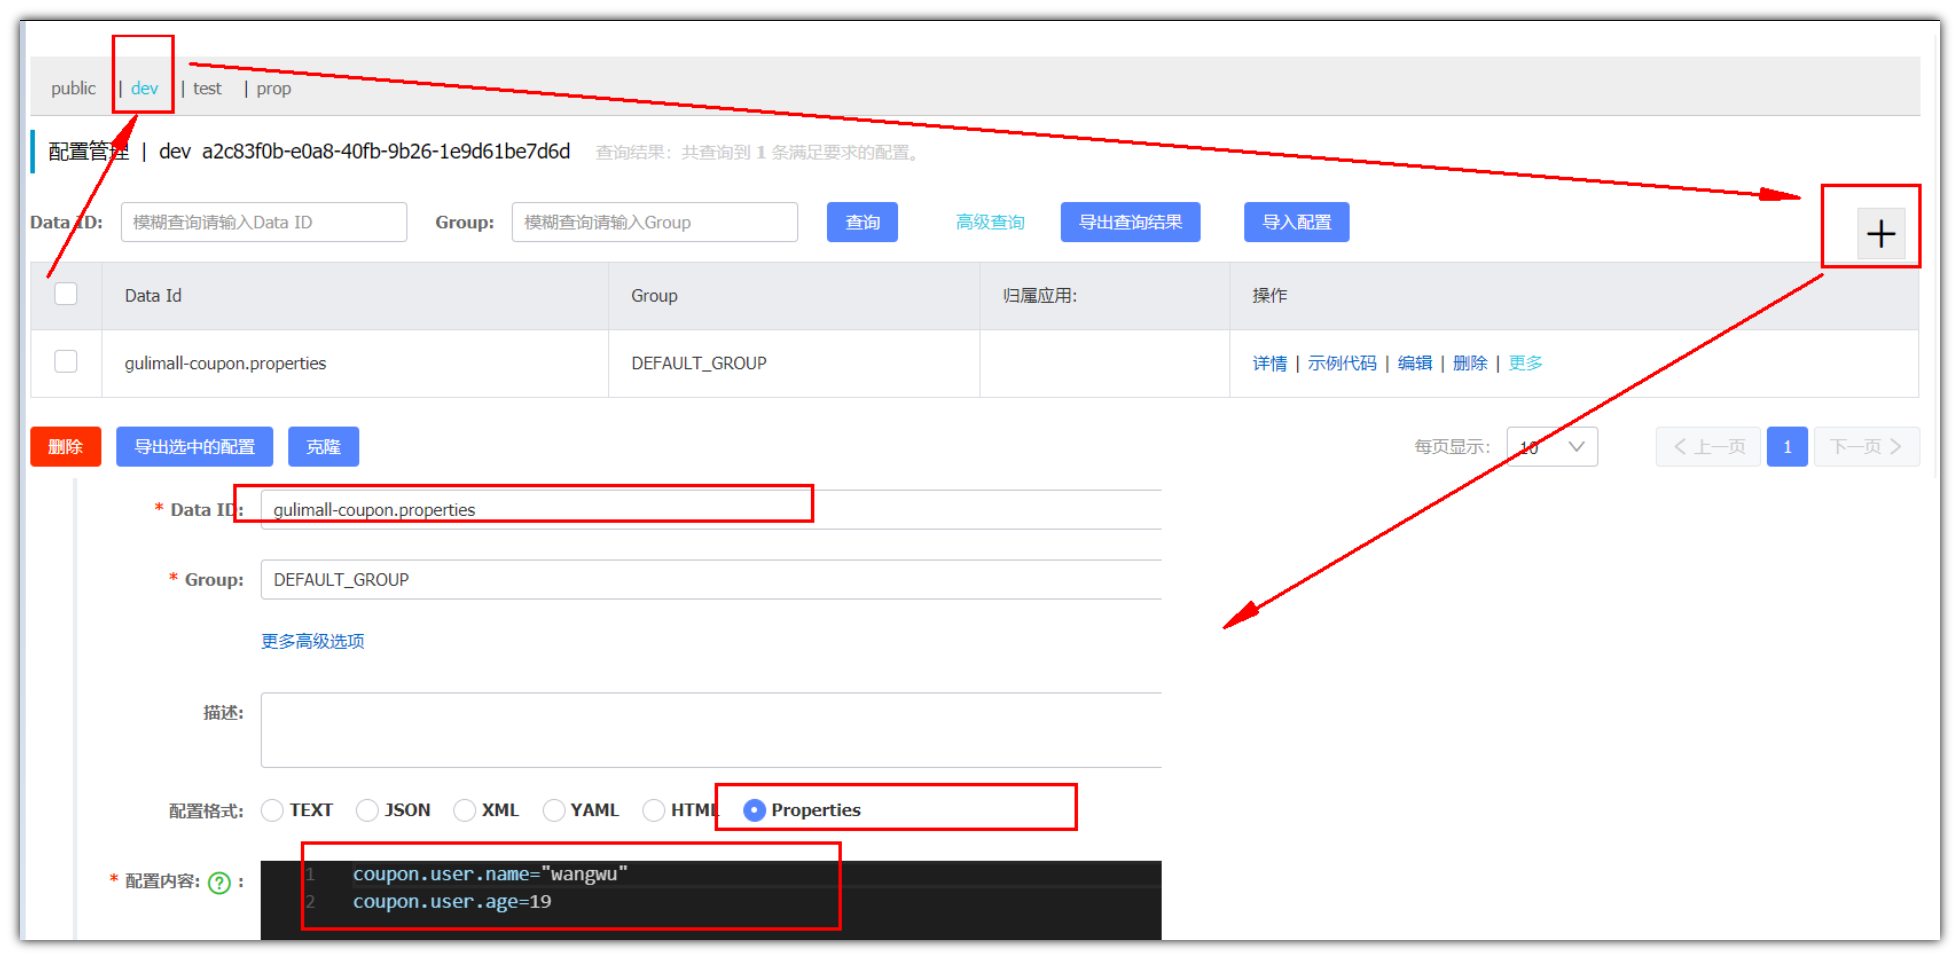 public | dev | test | prop
配置管理 | dev a2c83f0b-e0a8-40fb-9b26-1e9d61be7d6d 查询结果：共查询到 1 条满足要求的配置。
Data ID: 模糊查询请输入Data ID Group: 模糊查询请输入Group 查询 高级查询 导出查询结果 导入配置 +
Data Id Group 归属应用: 操作
gulimall-coupon.properties DEFAULT_GROUP 详情 | 示例代码 | 编辑 | 删除 | 更多
删除 导出选中的配置 克隆 每页显示: 10 上一页 1 下一页
* Data ID: gulimall-coupon.properties
* Group: DEFAULT_GROUP
更多高级选项
描述:
配置格式: TEXT JSON XML YAML HTML Properties
* 配置内容: ? :
1 coupon.user.name="wangwu"
2 coupon.user.age=19